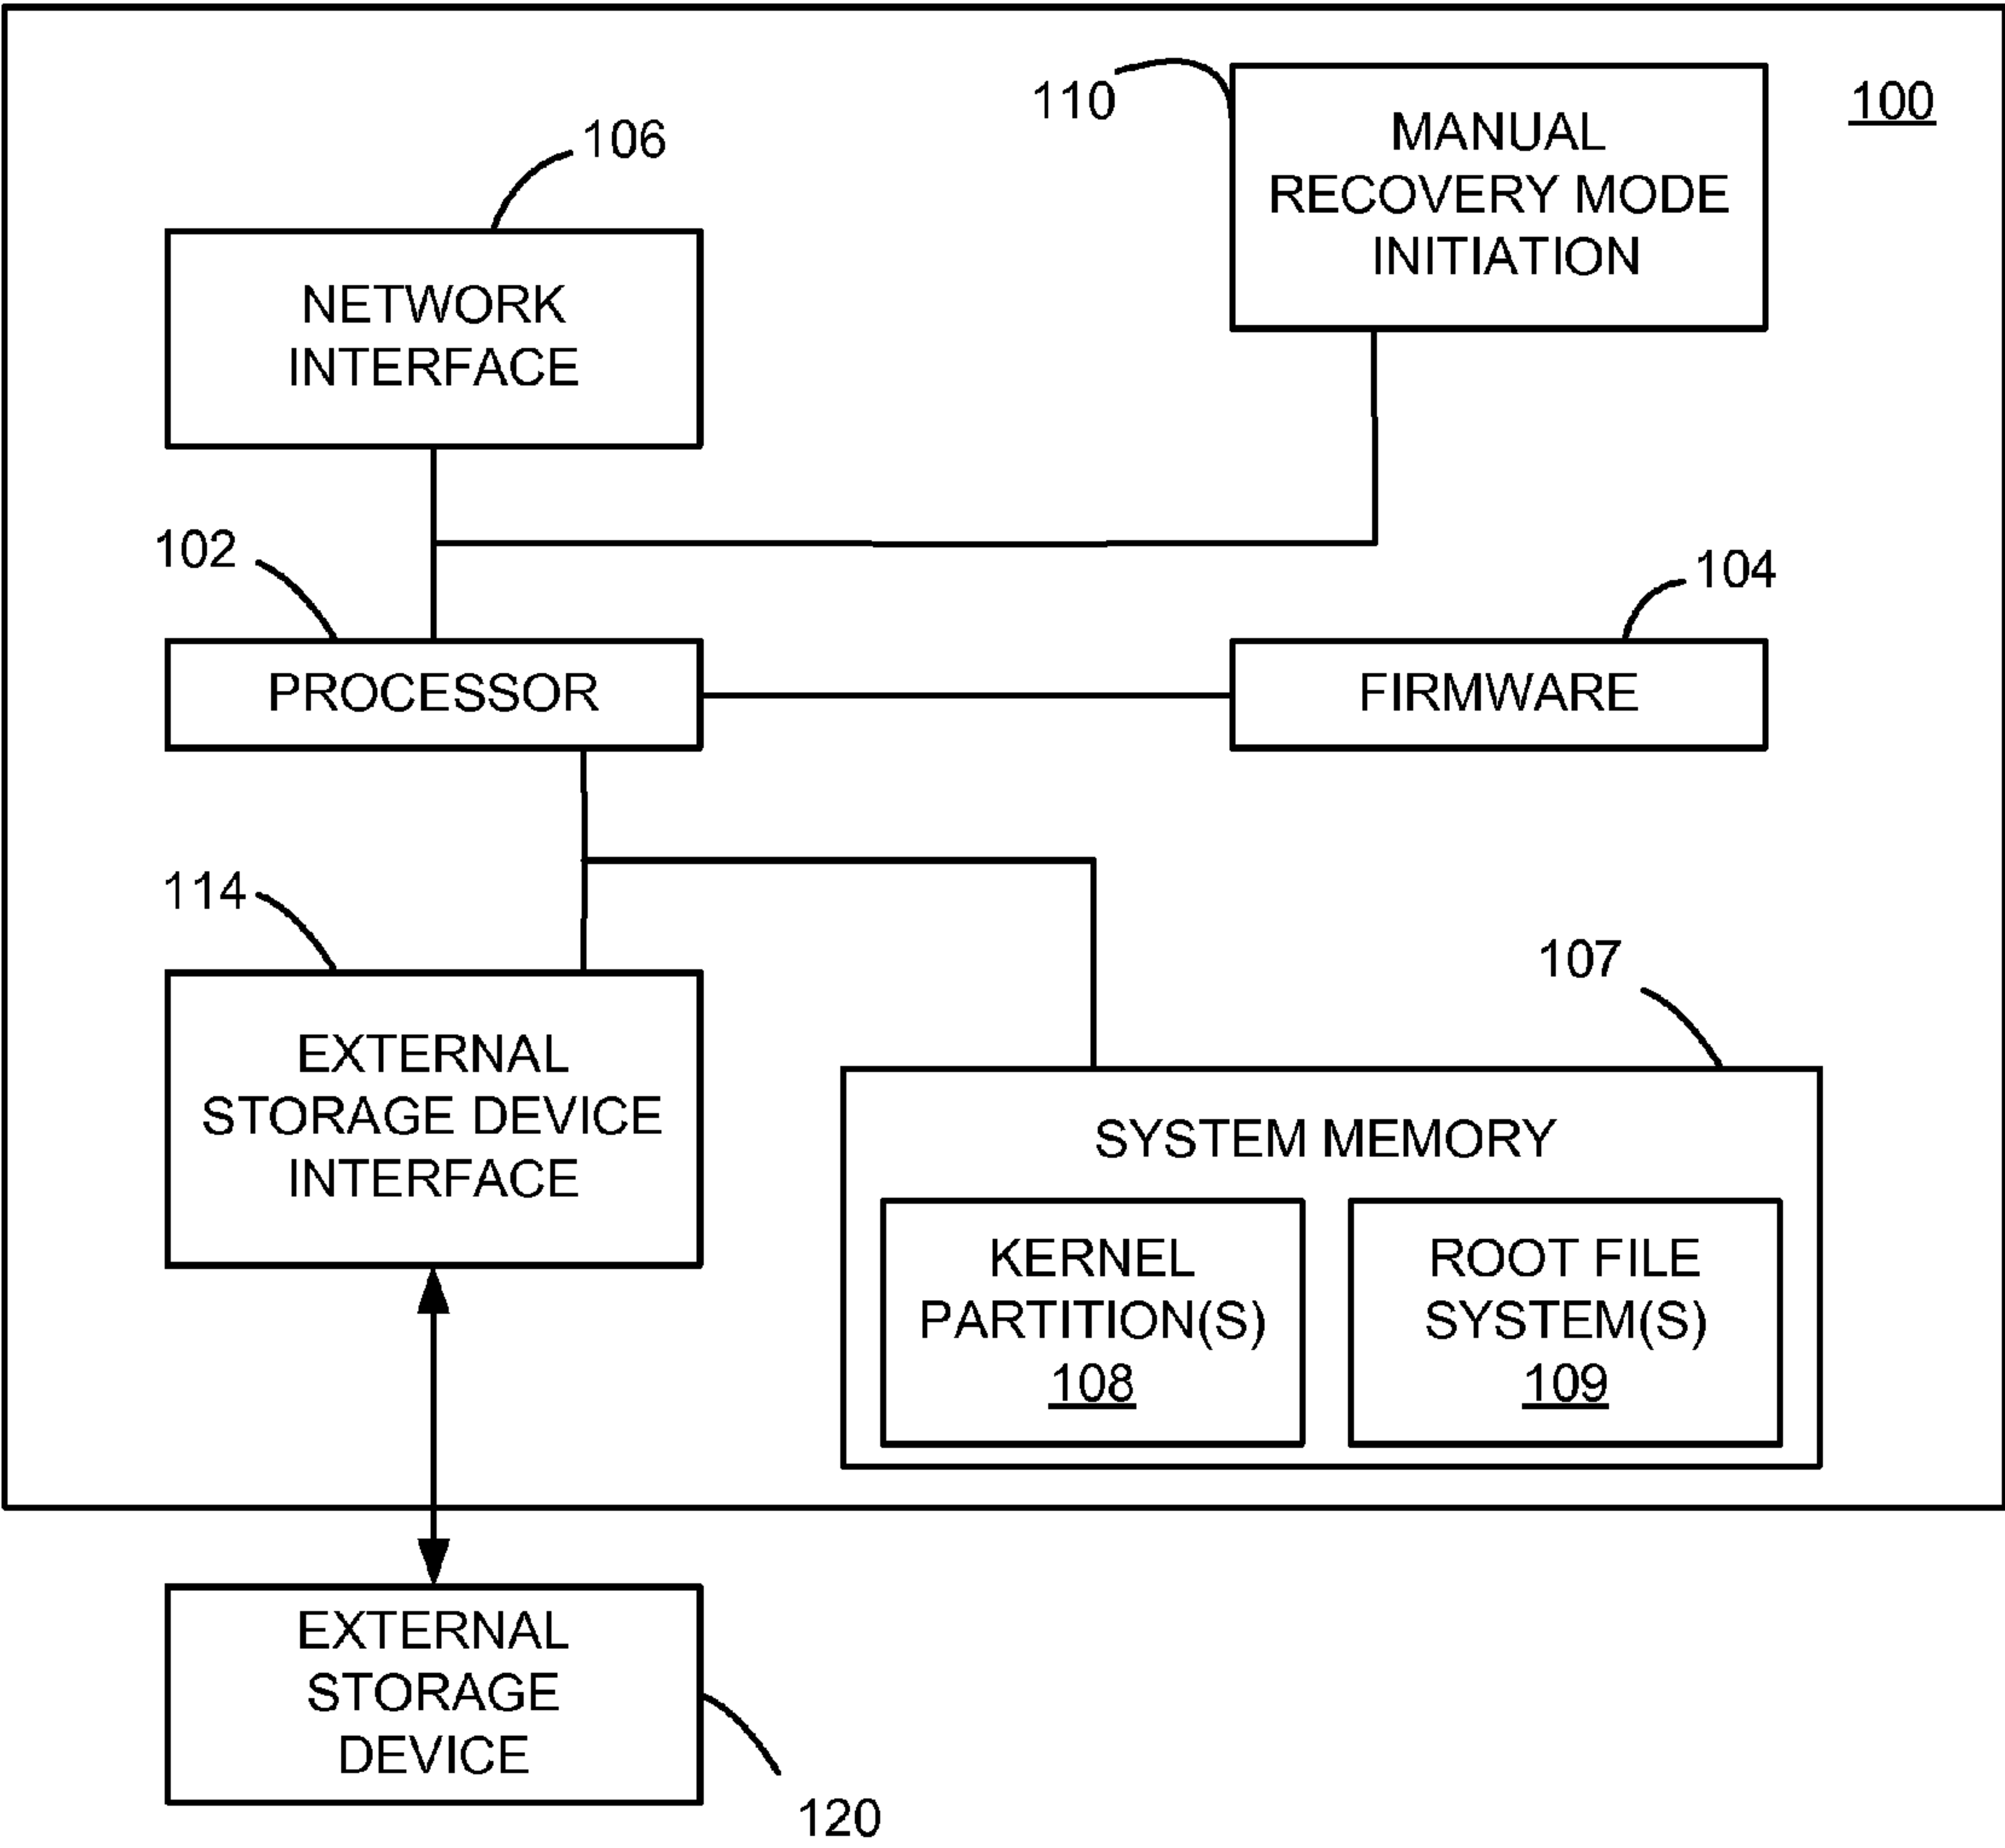 110
100
MANUAL
RECOVERY MODE
INITIATION
106
NETWORK
INTERFACE
102
104
PROCESSOR
FIRMWARE
114
107
EXTERNAL
STORAGE DEVICE
INTERFACE
SYSTEM MEMORY
KERNEL
PARTITION(S)
108
ROOT FILE
SYSTEM(S)
109
EXTERNAL
STORAGE
DEVICE
120